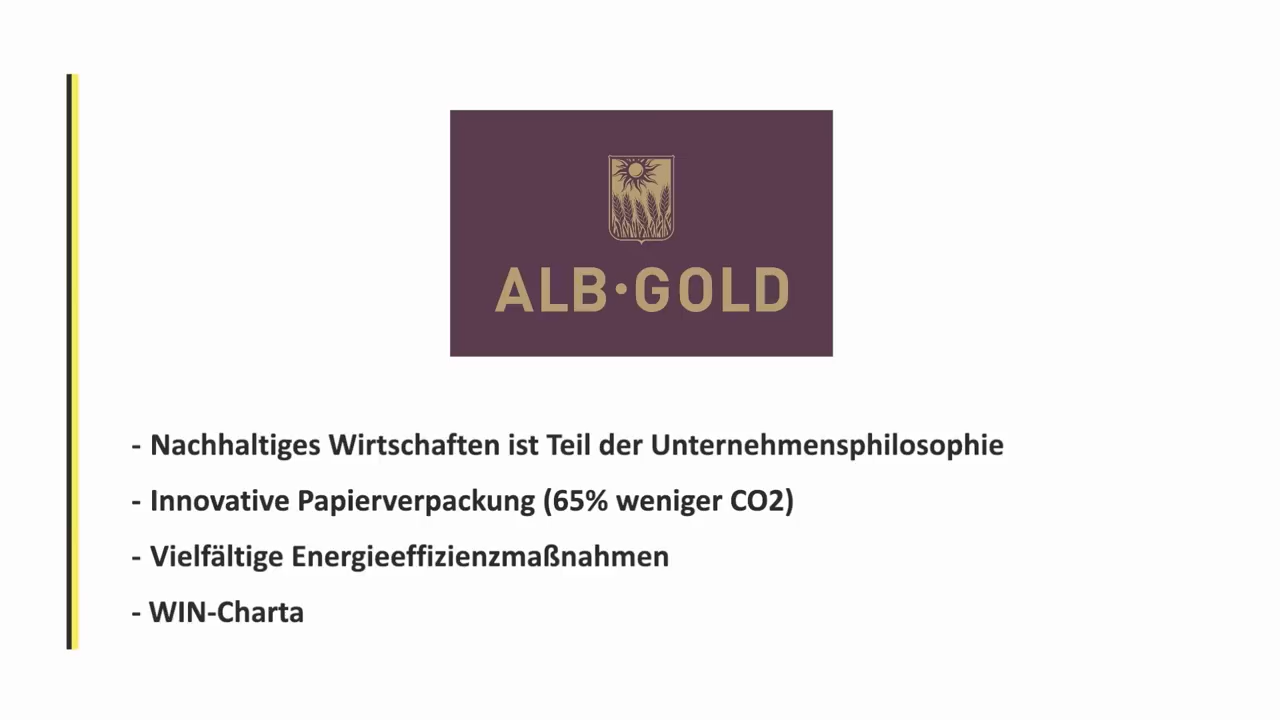 ALB·GOLD
- Nachhaltiges Wirtschaften ist Teil der Unternehmensphilosophie
- Innovative Papierverpackung (65% weniger CO2)
- Vielfältige Energieeffizienzmaßnahmen
- WIN-Charta